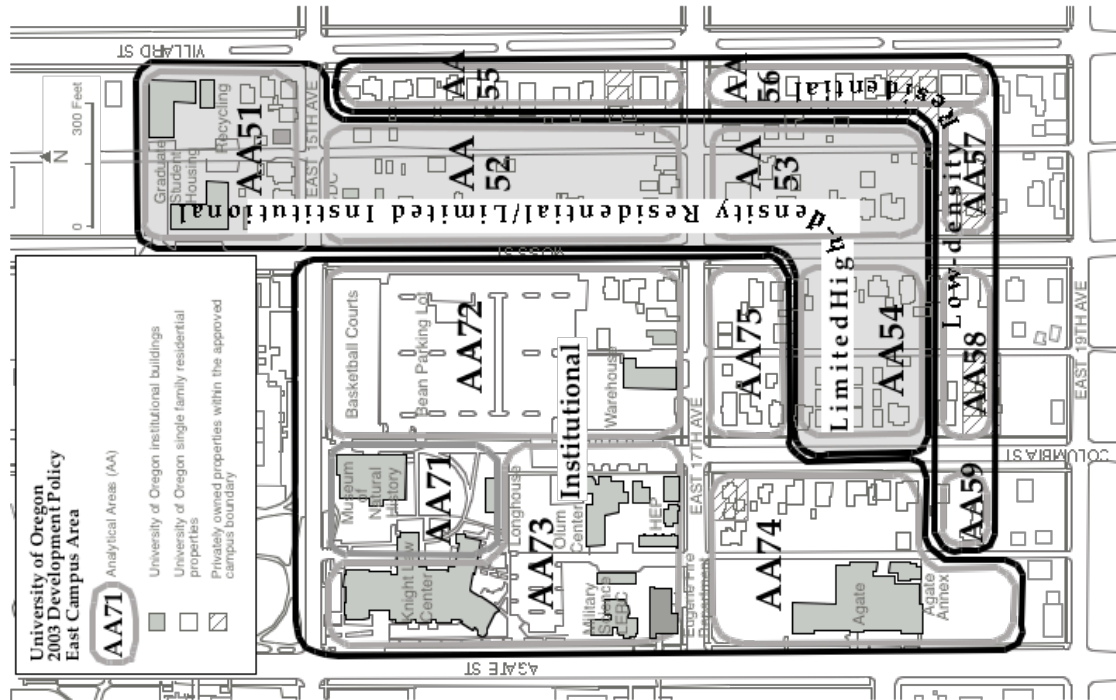 University of Oregon
2003 Development Policy
East Campus Area
AA71
Analytical Areas (AA)
University of Oregon institutional buildings
University of Oregon single family residential
properties
Privately owned properties within the approved
campus boundary
N
0
300 Feet
VILLARD ST
EAST 15TH AVE
MOSS ST
EAST 17TH AVE
COLUMBIA ST
EAST 19TH AVE
AGATE ST
Graduate
Student
Housing
Recycling
AA51
AA
52
AA
53
AA54
AA
55
AA
56
AA57
AA58
AA59
Low-density Residential
Limited High-density Residential/Limited Institutional
Institutional
Basketball Courts
Bean Parking Lot
AA72
Warehouse
AA75
Museum
of
Natural
History
AA71
Longhouse
Knight Law
Center
AA73
Olum
Center
HEP
Military
Science
Eugene Fire
Department
AA74
Agate
Agate
Annex